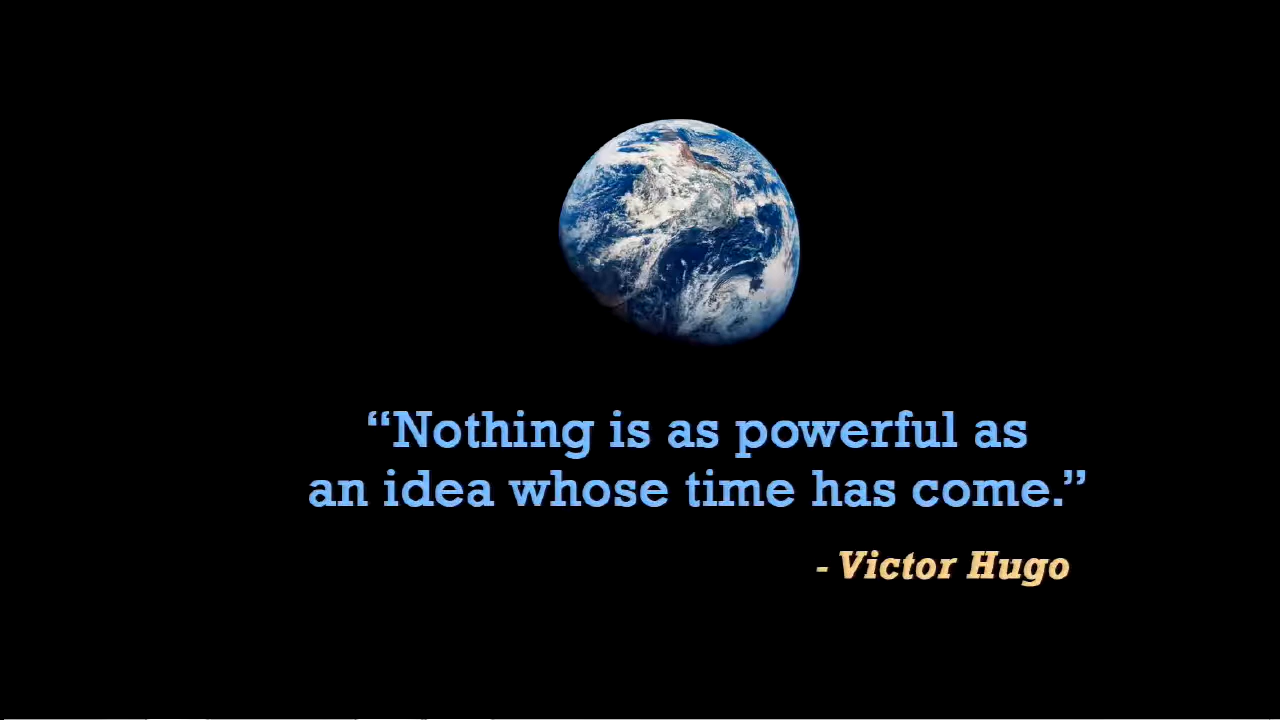 “Nothing is as powerful as
an idea whose time has come.”
- Victor Hugo